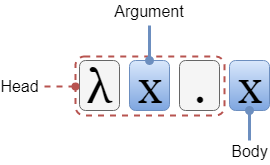 Argument
Head λ x . x
Body